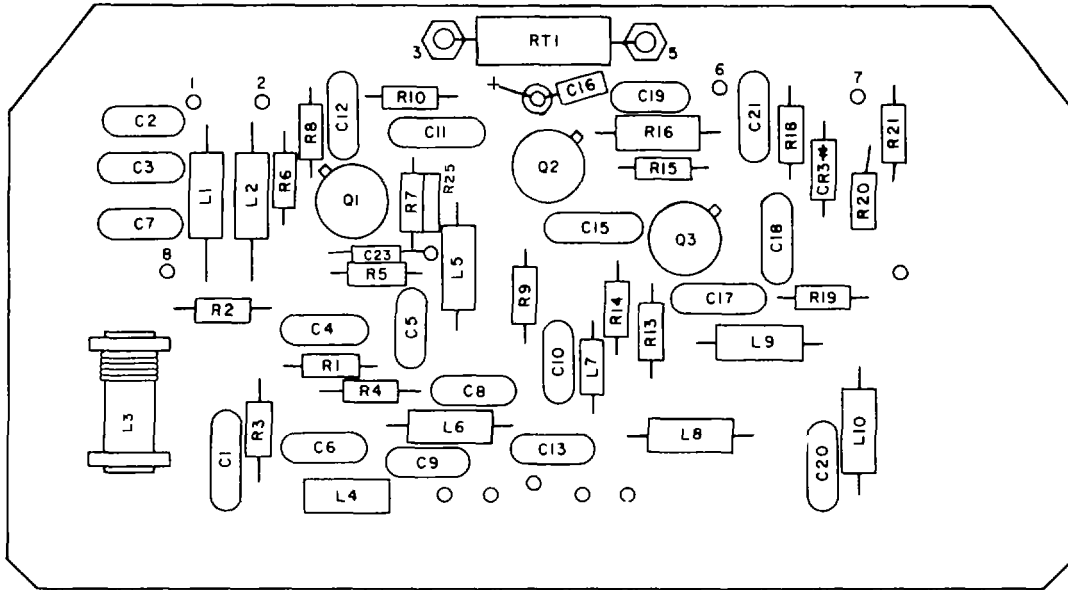 3
RT1
5
1
2
6
7
+
C16
C2
R8
C12
R10
C11
C19
R16
C21
R18
CR3
R21
C3
L1
L2
R6
Q1
R7
R25
Q2
R15
R20
C7
C15
Q3
C18
8
C23
R5
L5
R9
R14
C17
R19
R2
C4
C5
R13
L9
R1
C10
L7
R4
C8
L3
C1
R3
C6
L6
C9
C13
L8
C20
L10
L4